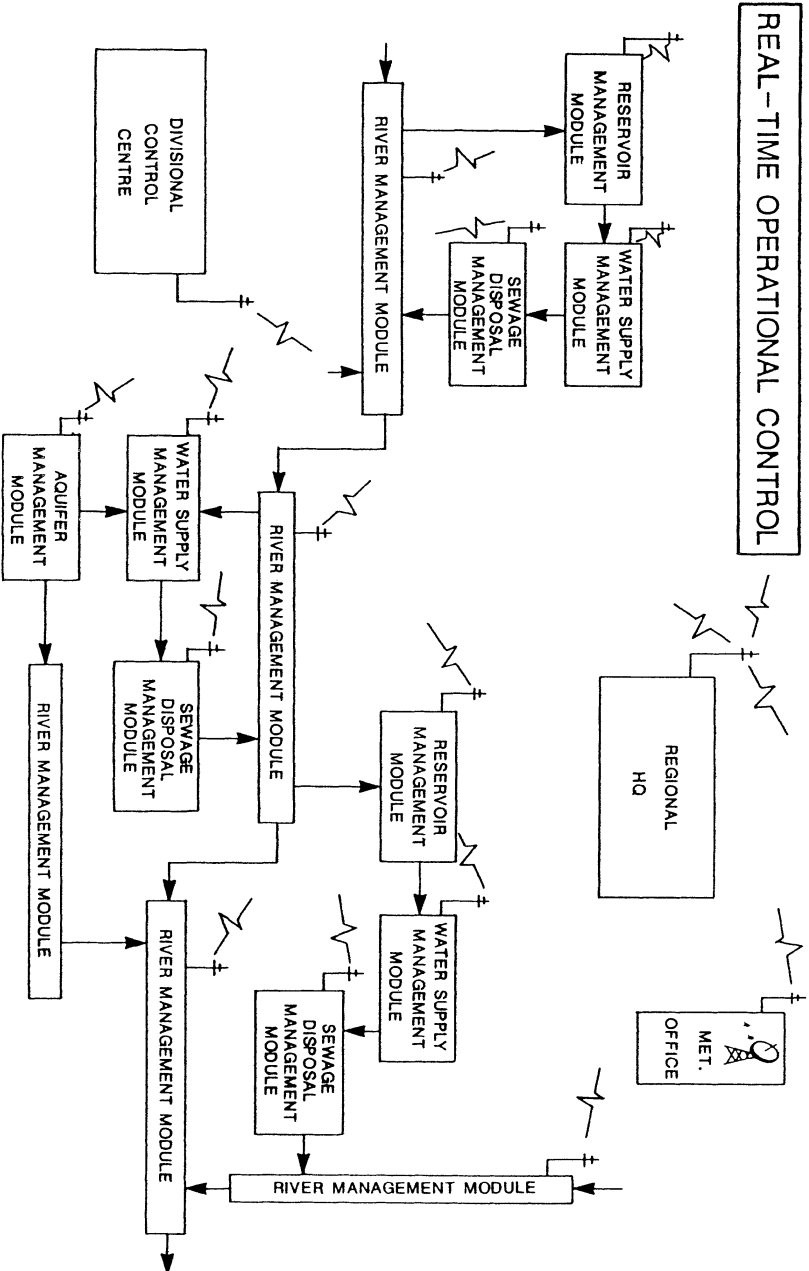 REAL-TIME OPERATIONAL CONTROL
RESERVOIR
MANAGEMENT
MODULE
WATER SUPPLY
MANAGEMENT
MODULE
SEWAGE
DISPOSAL
MANAGEMENT
MODULE
RIVER MANAGEMENT MODULE
DIVISIONAL
CONTROL
CENTRE
REGIONAL
HQ
MET.
OFFICE
RESERVOIR
MANAGEMENT
MODULE
WATER SUPPLY
MANAGEMENT
MODULE
SEWAGE
DISPOSAL
MANAGEMENT
MODULE
RIVER MANAGEMENT MODULE
RIVER MANAGEMENT MODULE
WATER SUPPLY
MANAGEMENT
MODULE
SEWAGE
DISPOSAL
MANAGEMENT
MODULE
RIVER MANAGEMENT MODULE
AQUIFER
MANAGEMENT
MODULE
RIVER MANAGEMENT MODULE